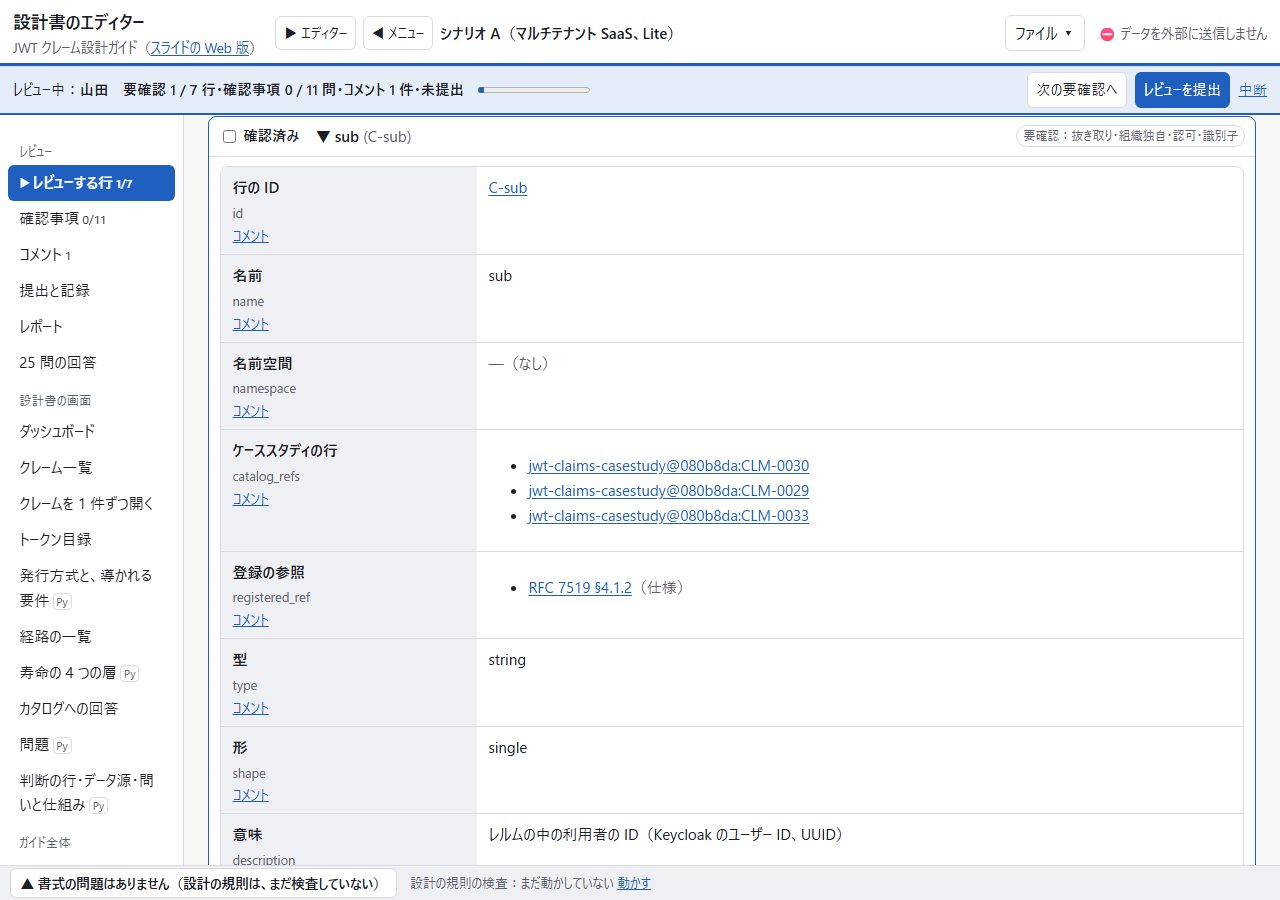 設計書のエディター
JWT クレーム設計ガイド（スライドの Web 版）
▶ エディター
◀ メニュー
シナリオ A（マルチテナント SaaS、Lite）
ファイル ▼
データを外部に送信しません
レビュー中：山田 要確認 1 / 7 行・確認事項 0 / 11 問・コメント 1 件・未提出
次の要確認へ
レビューを提出
中断
レビュー
▶ レビューする行 1/7
確認事項 0/11
コメント 1
提出と記録
レポート
25 問の回答
設計書の画面
ダッシュボード
クレーム一覧
クレームを 1 件ずつ開く
トークン目録
発行方式と、導かれる
要件 Py
経路の一覧
寿命の 4 つの層 Py
カタログへの回答
問題 Py
判断の行・データ源・問
いと仕組み Py
ガイド全体
確認済み ▼ sub (C-sub)
要確認：抜き取り・組織独自・認可・識別子
行の ID
id
コメント
C-sub
名前
name
コメント
sub
名前空間
namespace
コメント
—（なし）
ケーススタディの行
catalog_refs
コメント
jwt-claims-casestudy@080b8da:CLM-0030
jwt-claims-casestudy@080b8da:CLM-0029
jwt-claims-casestudy@080b8da:CLM-0033
登録の参照
registered_ref
コメント
RFC 7519 §4.1.2（仕様）
型
type
コメント
string
形
shape
コメント
single
意味
description
レルムの中の利用者の ID（Keycloak のユーザー ID、UUID）
▲ 書式の問題はありません（設計の規則は、まだ検査していない）
設計の規則の検査：まだ動かしていない 動かす